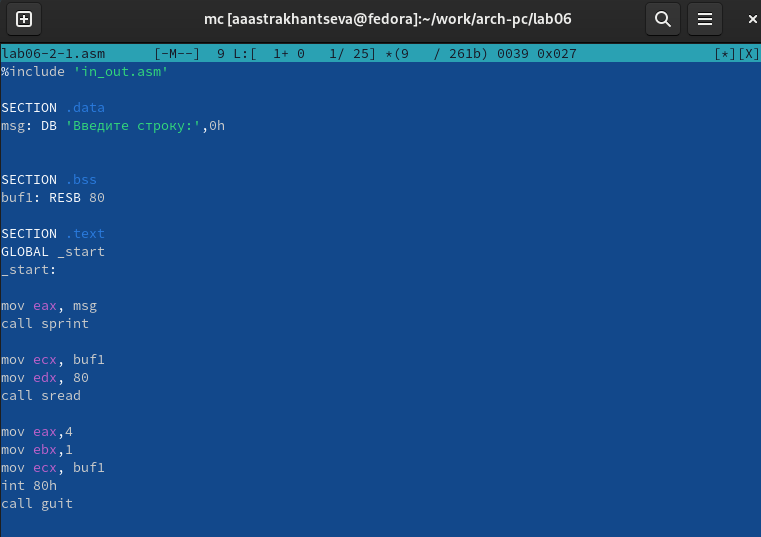 mc [aaastrakhantseva@fedora]:~/work/arch-pc/lab06
lab06-2-1.asm [-M--] 9 L:[ 1+ 0 1/ 25] *(9 / 261b) 0039 0x027 [*][X]
%include 'in_out.asm'
SECTION .data
msg: DB 'Введите строку:',0h
SECTION .bss
buf1: RESB 80
SECTION .text
GLOBAL _start
_start:
mov eax, msg
call sprint
mov ecx, buf1
mov edx, 80
call sread
mov eax,4
mov ebx,1
mov ecx, buf1
int 80h
call guit